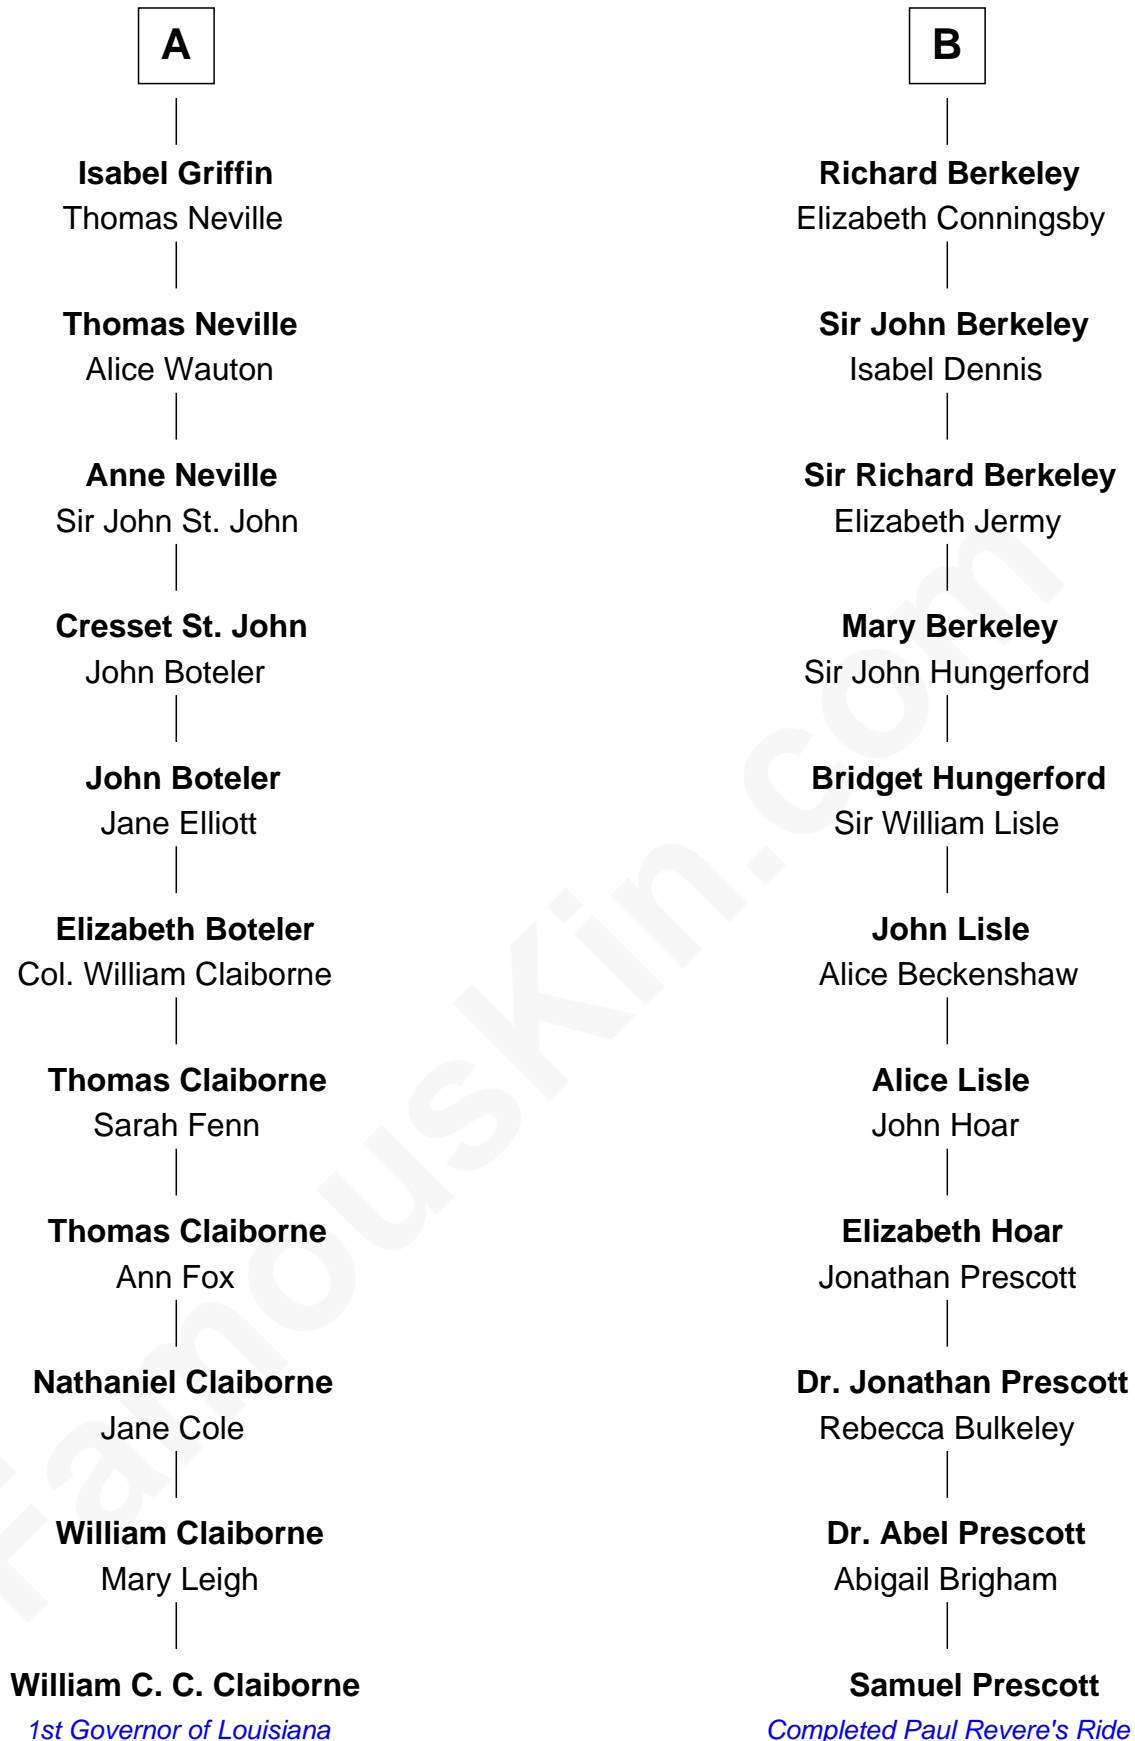 A
Isabel Griffin
Thomas Neville
Thomas Neville
Alice Wauton
Anne Neville
Sir John St. John
Cresset St. John
John Boteler
John Boteler
Jane Elliott
Elizabeth Boteler
Col. William Claiborne
Thomas Claiborne
Sarah Fenn
Thomas Claiborne
Ann Fox
Nathaniel Claiborne
Jane Cole
William Claiborne
Mary Leigh
William C. C. Claiborne
1st Governor of Louisiana
B
Richard Berkeley
Elizabeth Conningsby
Sir John Berkeley
Isabel Dennis
Sir Richard Berkeley
Elizabeth Jermy
Mary Berkeley
Sir John Hungerford
Bridget Hungerford
Sir William Lisle
John Lisle
Alice Beckenshaw
Alice Lisle
John Hoar
Elizabeth Hoar
Jonathan Prescott
Dr. Jonathan Prescott
Rebecca Bulkeley
Dr. Abel Prescott
Abigail Brigham
Samuel Prescott
Completed Paul Revere's Ride
FamousKin.com